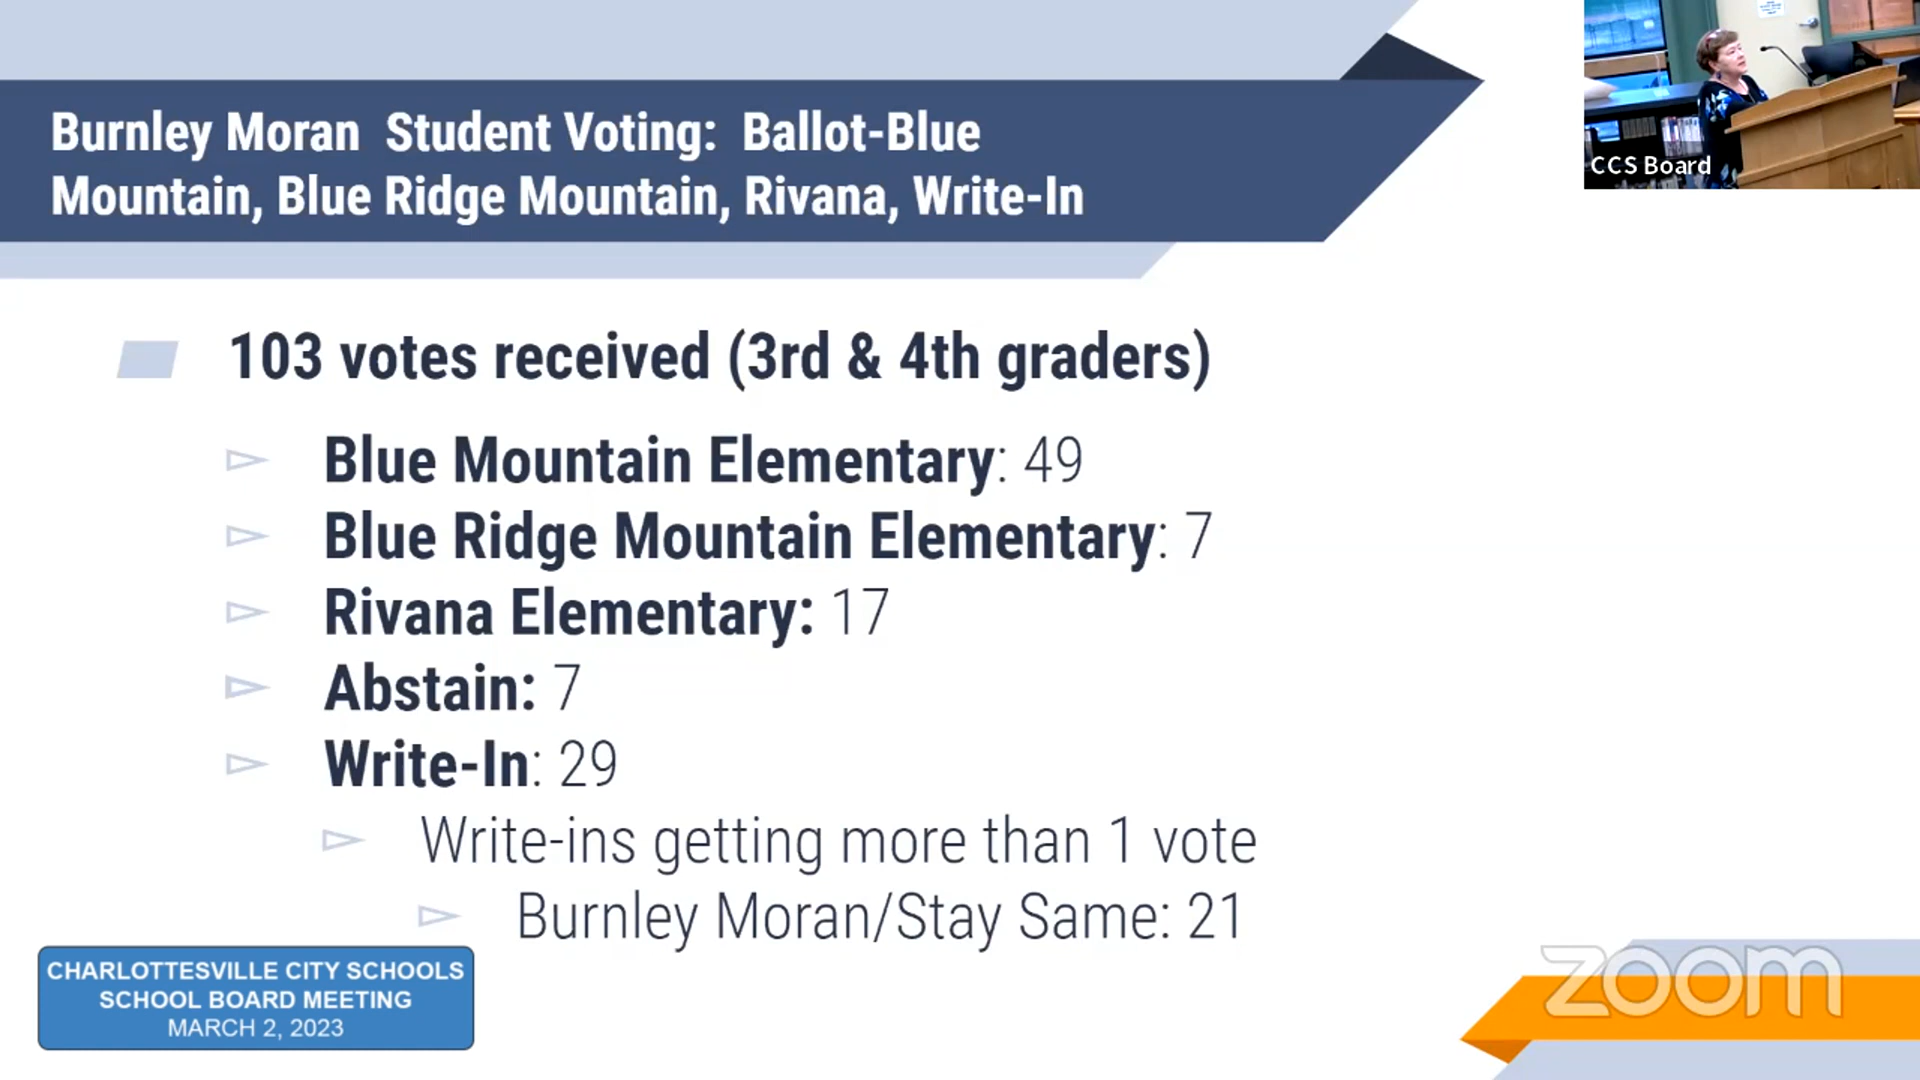 Burnley Moran  Student Voting:  Ballot-Blue
Mountain, Blue Ridge Mountain, Rivana, Write-In
CCS Board
103 votes received (3rd & 4th graders)
Blue Mountain Elementary: 49
Blue Ridge Mountain Elementary: 7
Rivana Elementary: 17
Abstain: 7
Write-In: 29
Write-ins getting more than 1 vote
Burnley Moran/Stay Same: 21
CHARLOTTESVILLE CITY SCHOOLS
SCHOOL BOARD MEETING
MARCH 2, 2023
zoom